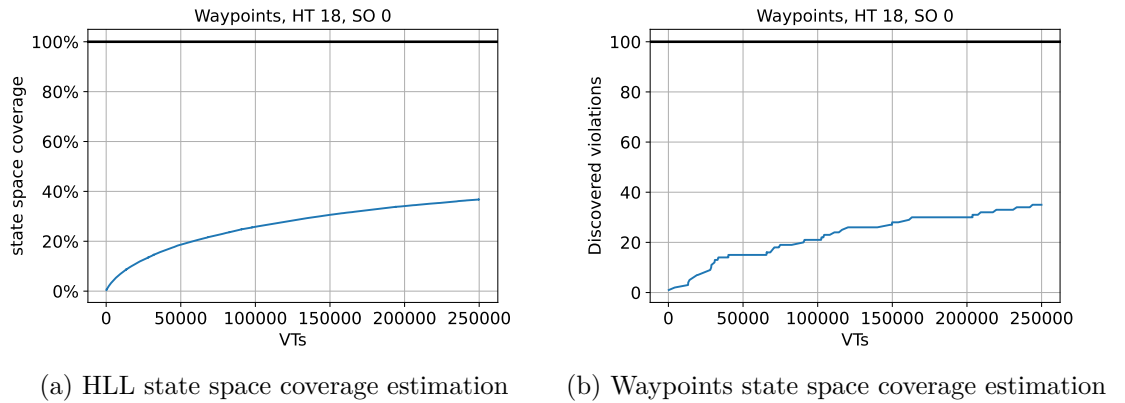 Waypoints, HT 18, SO 0
100%
80%
60%
40%
20%
0%
state space coverage
0 50000 100000 150000 200000 250000
VTs
(a) HLL state space coverage estimation
Waypoints, HT 18, SO 0
100
80
60
40
20
0
Discovered violations
0 50000 100000 150000 200000 250000
VTs
(b) Waypoints state space coverage estimation